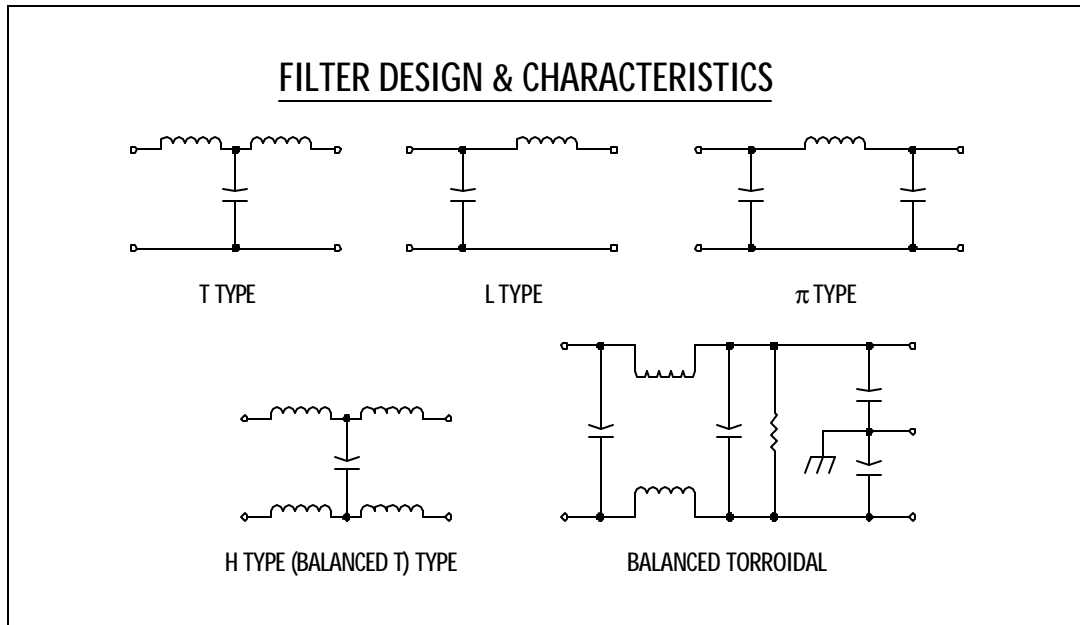 FILTER DESIGN & CHARACTERISTICS
T TYPE
L TYPE
π TYPE
H TYPE (BALANCED T) TYPE
BALANCED TORROIDAL